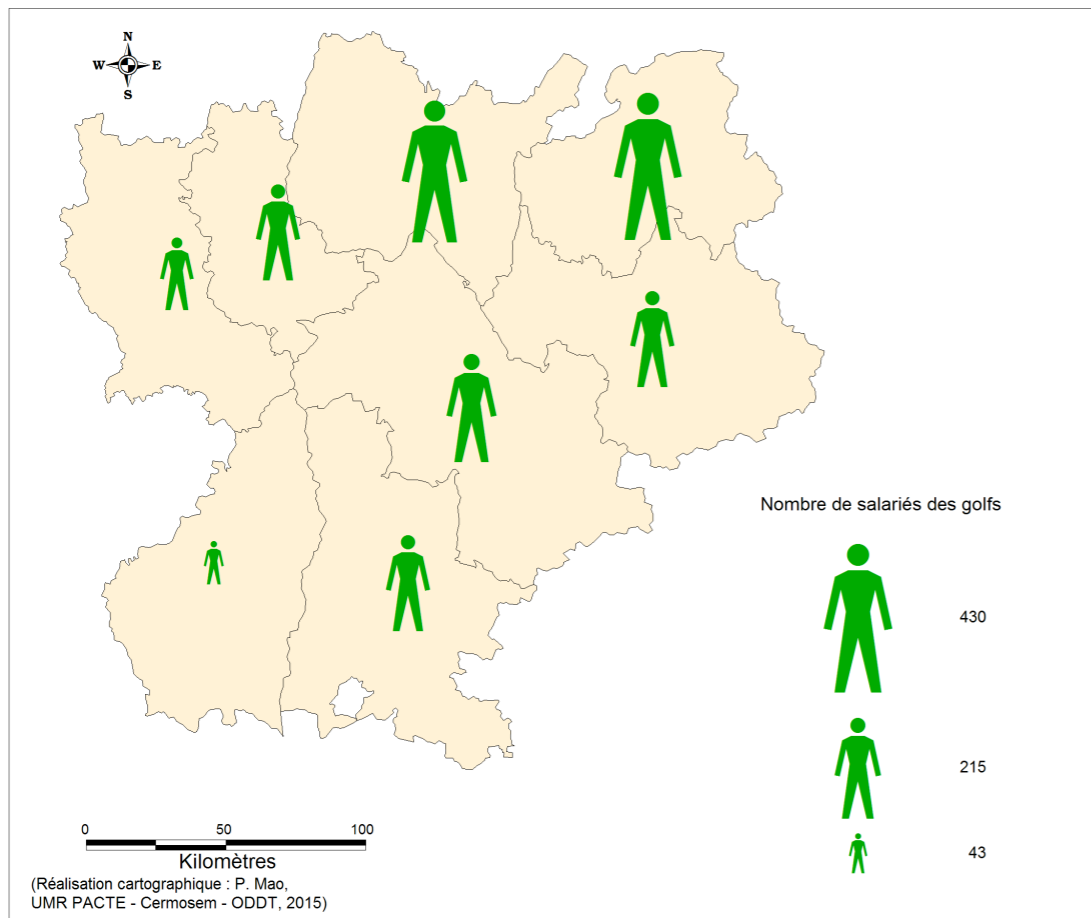 N
W E
S
Nombre de salariés des golfs
430
215
43
0 50 100
Kilomètres
(Réalisation cartographique : P. Mao,
UMR PACTE - Cermosem - ODDT, 2015)